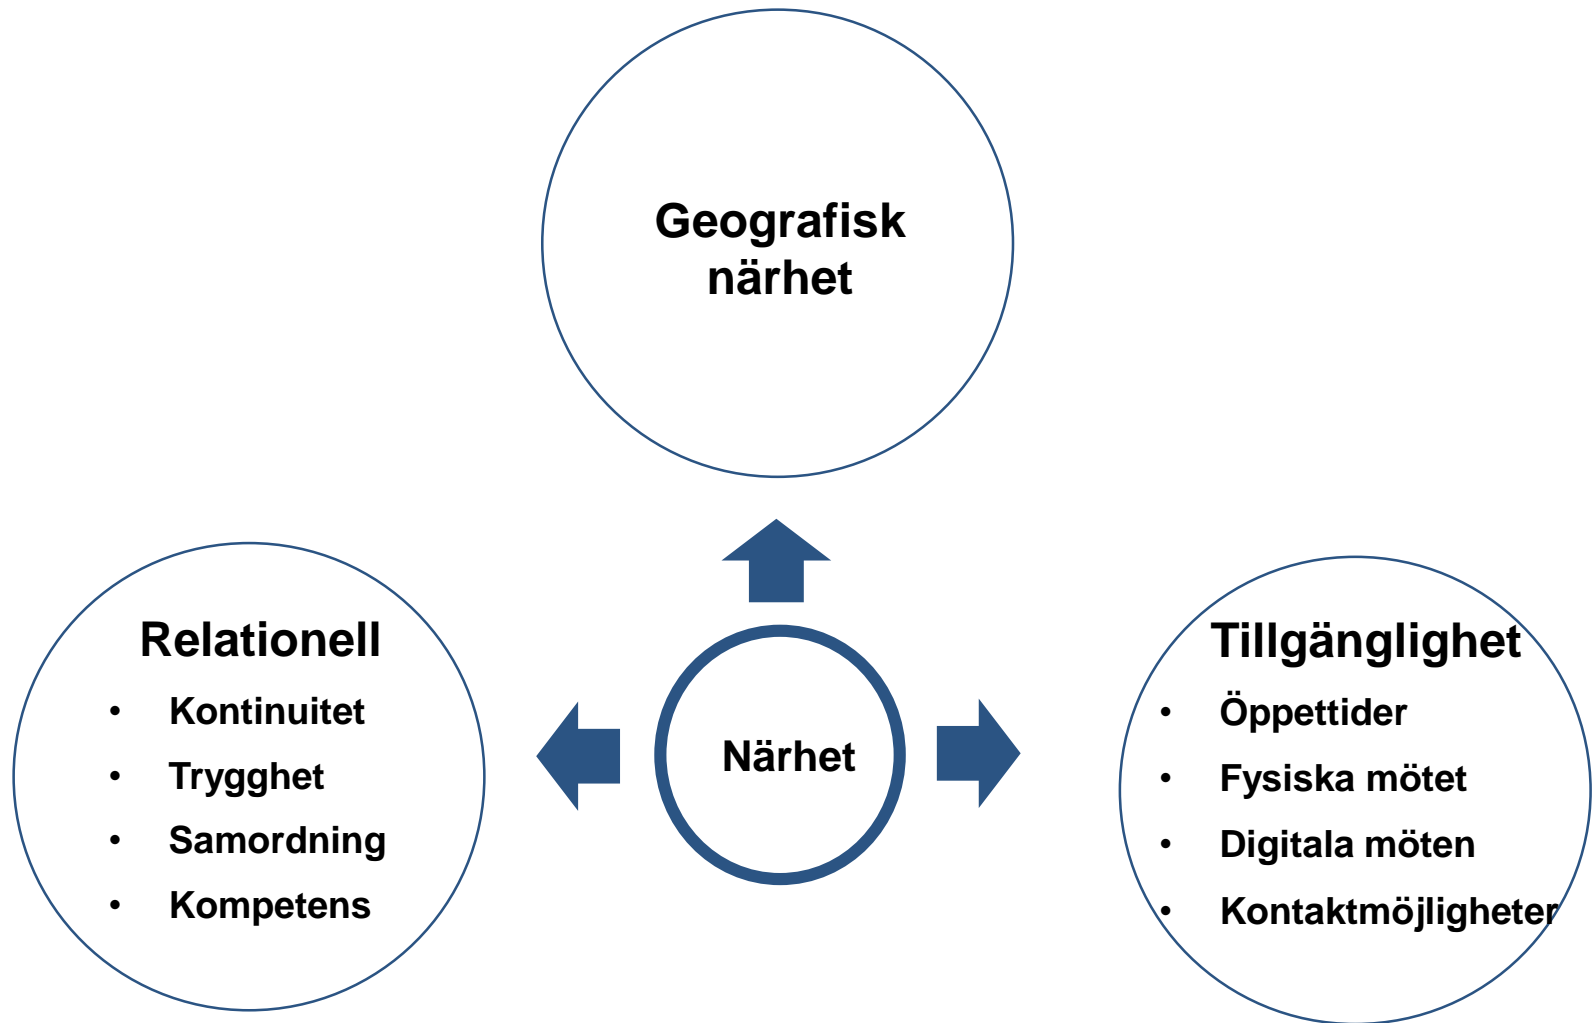 Geografisk
närhet
Relationell
• Kontinuitet
• Trygghet
• Samordning
• Kompetens
Närhet
Tillgänglighet
• Öppettider
• Fysiska mötet
• Digitala möten
• Kontaktmöjligheter